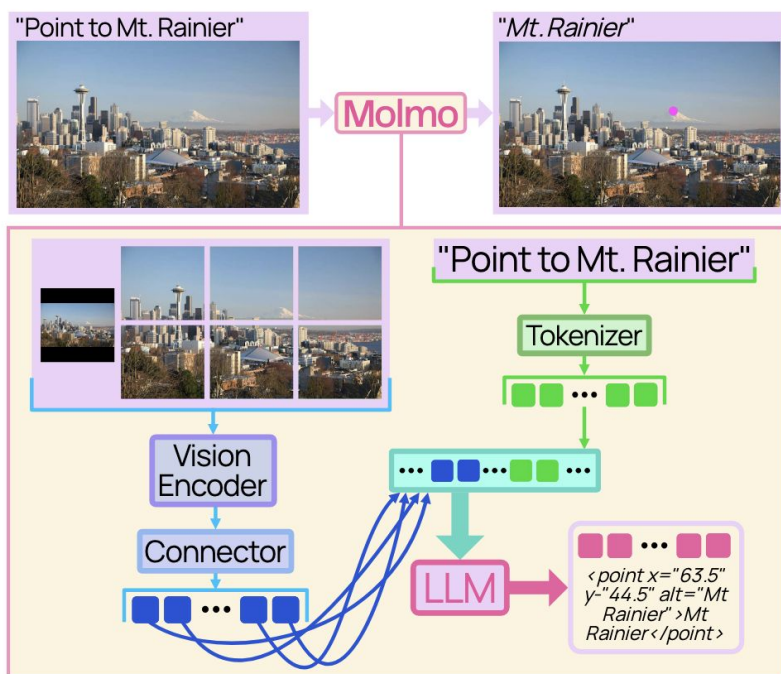 "Point to Mt. Rainier"
"Mt. Rainier"
Molmo
"Point to Mt. Rainier"
Tokenizer
Vision
Encoder
Connector
LLM
<point x="63.5"
y-"44.5" alt="Mt
Rainier" >Mt
Rainier</point>